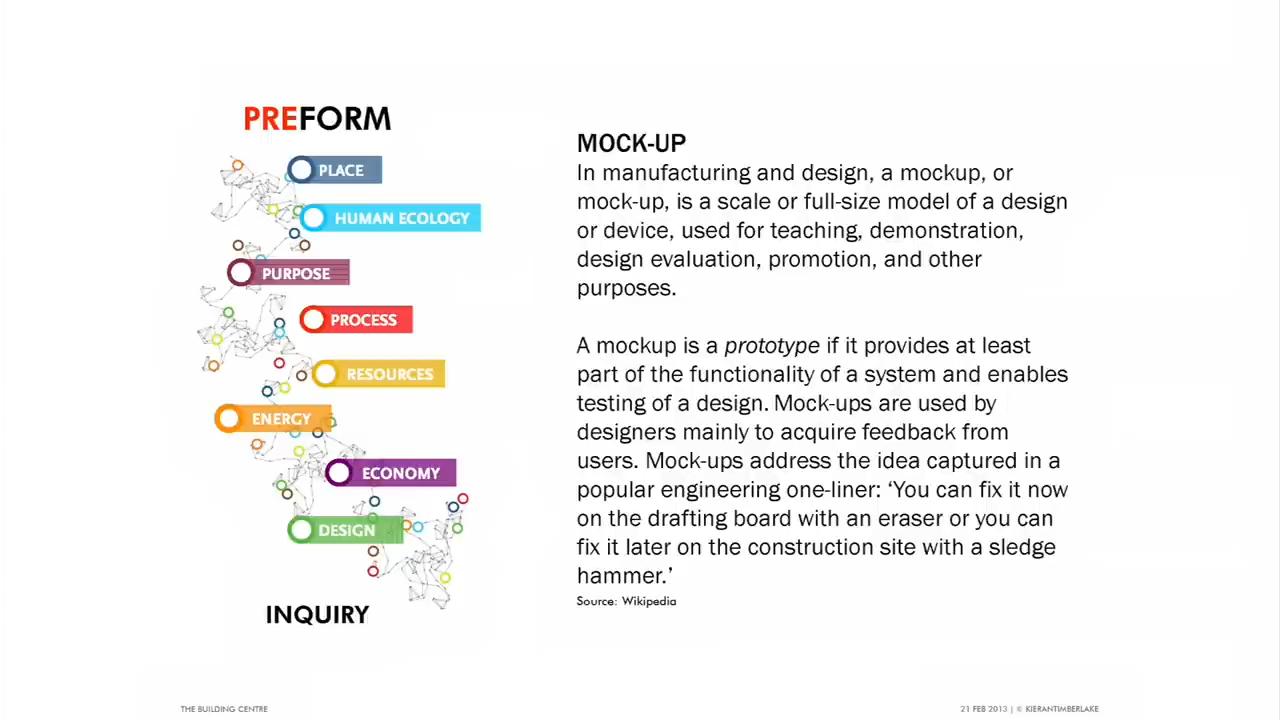 PREFORM
PLACE
HUMAN ECOLOGY
PURPOSE
PROCESS
RESOURCES
ENERGY
ECONOMY
DESIGN
INQUIRY
MOCK-UP
In manufacturing and design, a mockup, or
mock-up, is a scale or full-size model of a design
or device, used for teaching, demonstration,
design evaluation, promotion, and other
purposes.
A mockup is a prototype if it provides at least
part of the functionality of a system and enables
testing of a design. Mock-ups are used by
designers mainly to acquire feedback from
users. Mock-ups address the idea captured in a
popular engineering one-liner: ‘You can fix it now
on the drafting board with an eraser or you can
fix it later on the construction site with a sledge
hammer.’
Source: Wikipedia
THE BUILDING CENTRE
21 FEB 2013 | © KIERANTIMBERLAKE